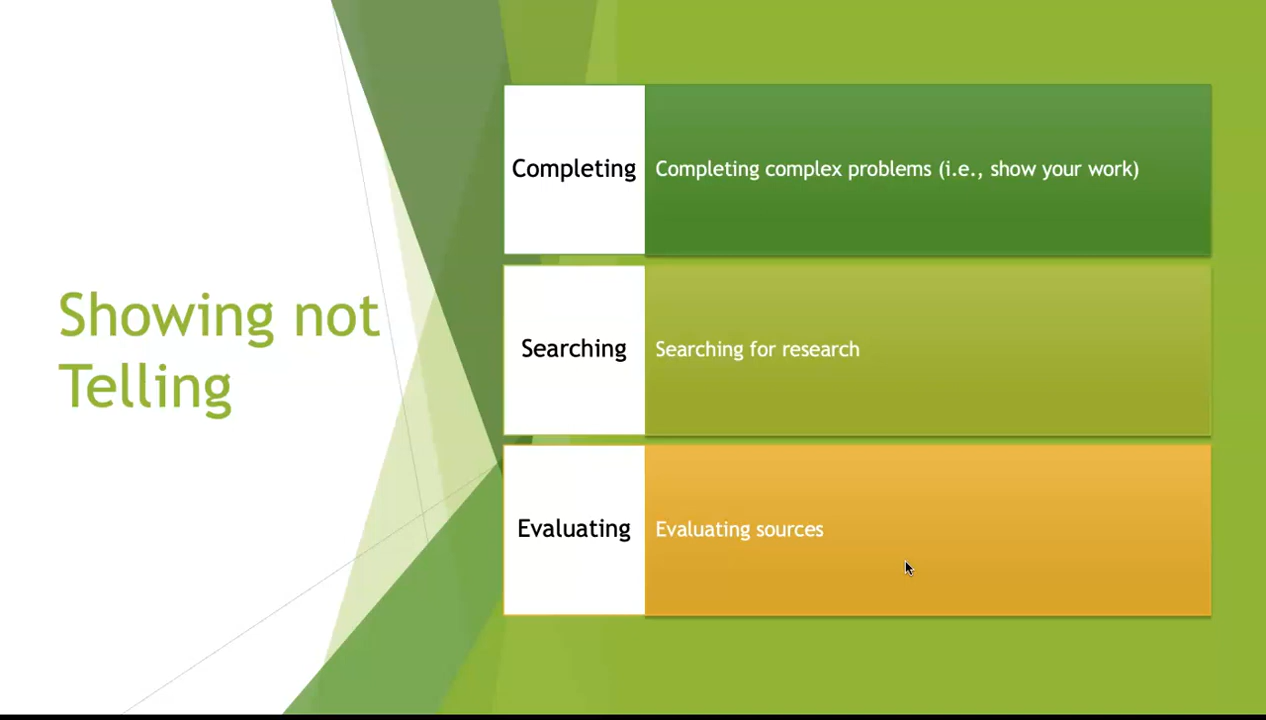 Showing not
Telling
Completing
Completing complex problems (i.e., show your work)
Searching
Searching for research
Evaluating
Evaluating sources